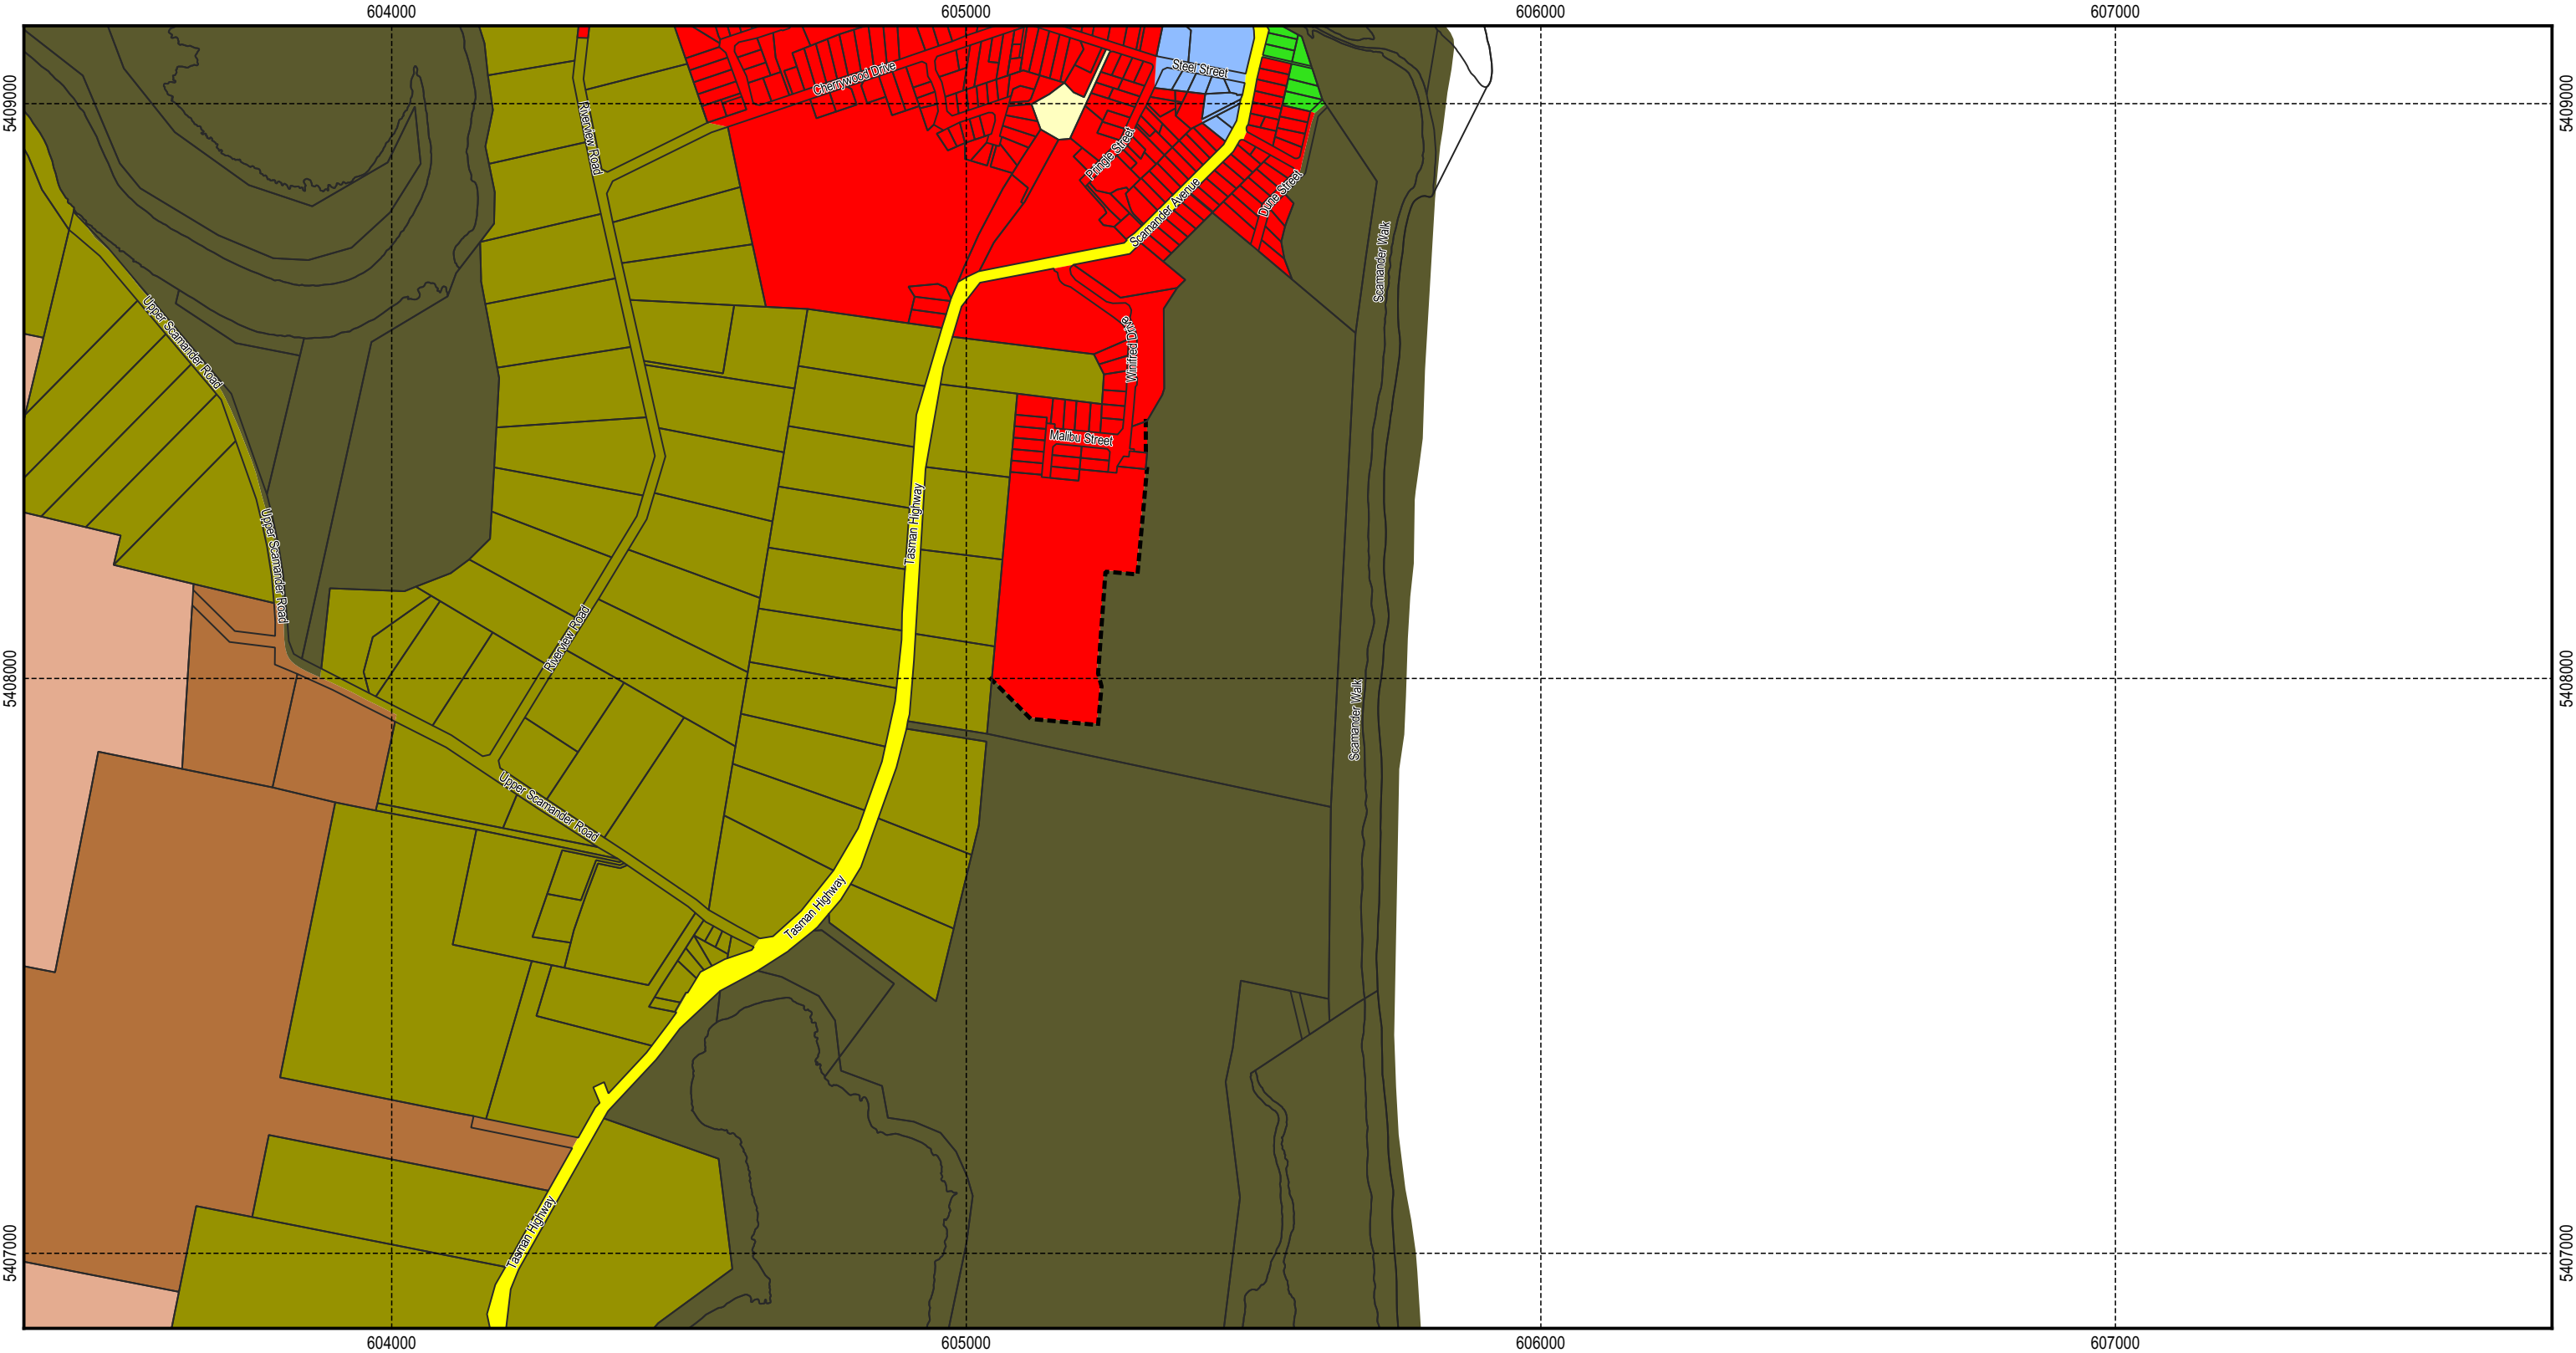 604000
605000
606000
607000
5409000
5409000
Cherrywood Drive
Steel Street
Riverview Road
Pringle Street
Dune Street
Scamander Avenue
Scamander Walk
Upper Scamander Road
Winifred Drive
Malibu Street
Tasman Highway
Upper Scamander Road
Riverview Road
5408000
5408000
Scamander Walk
Upper Scamander Road
Tasman Highway
Tasman Highway
5407000
5407000
604000
605000
606000
607000